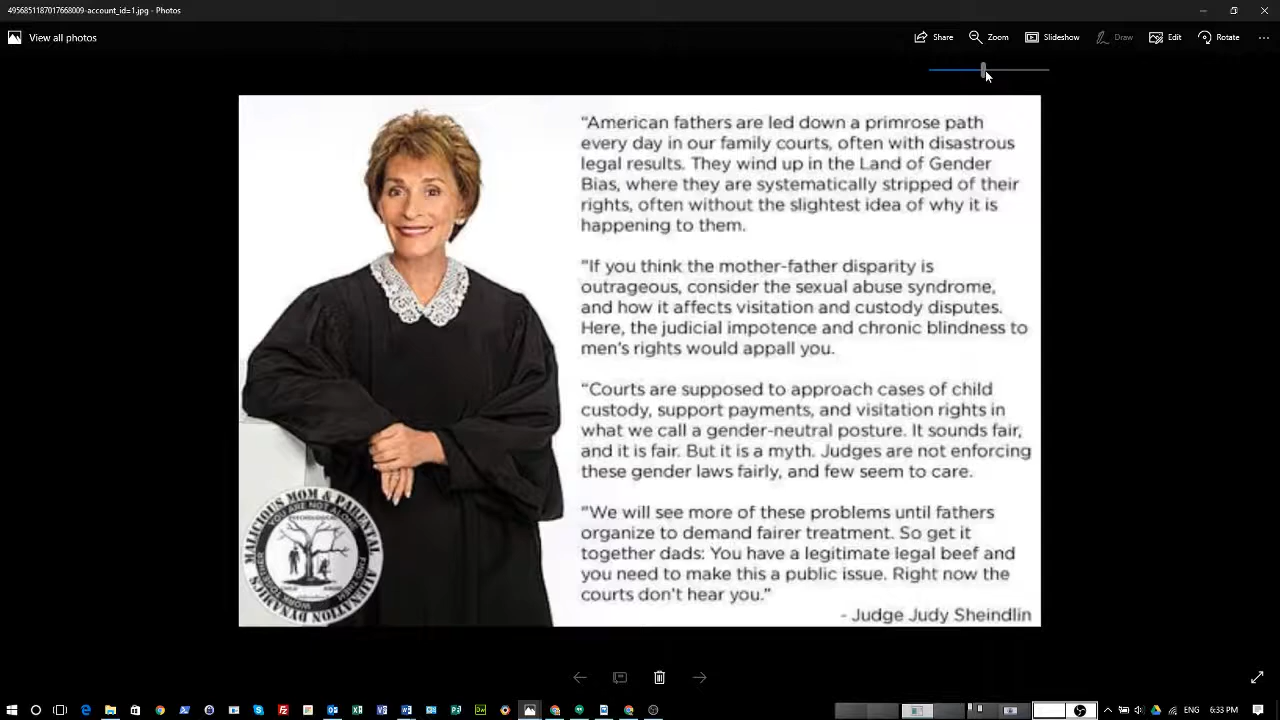 4956851187017668009-account_id=1.jpg - Photos
View all photos
Share
Zoom
Slideshow
Draw
Edit
Rotate
“American fathers are led down a primrose path
every day in our family courts, often with disastrous
legal results. They wind up in the Land of Gender
Bias, where they are systematically stripped of their
rights, often without the slightest idea of why it is
happening to them.
"If you think the mother-father disparity is
outrageous, consider the sexual abuse syndrome,
and how it affects visitation and custody disputes.
Here, the judicial impotence and chronic blindness to
men's rights would appall you.
“Courts are supposed to approach cases of child
custody, support payments, and visitation rights in
what we call a gender-neutral posture. It sounds fair,
and it is fair. But it is a myth. Judges are not enforcing
these gender laws fairly, and few seem to care.
"We will see more of these problems until fathers
organize to demand fairer treatment. So get it
together dads: You have a legitimate legal beef and
you need to make this a public issue. Right now the
courts don't hear you.”
- Judge Judy Sheindlin
MALICIOUS MOM & PARENTAL ALIENATION DYNAMICS
YOU ARE NOT ALONE
FIND THEM
WORK TOGETHER
PSYCHOLOGICAL
6:33 PM